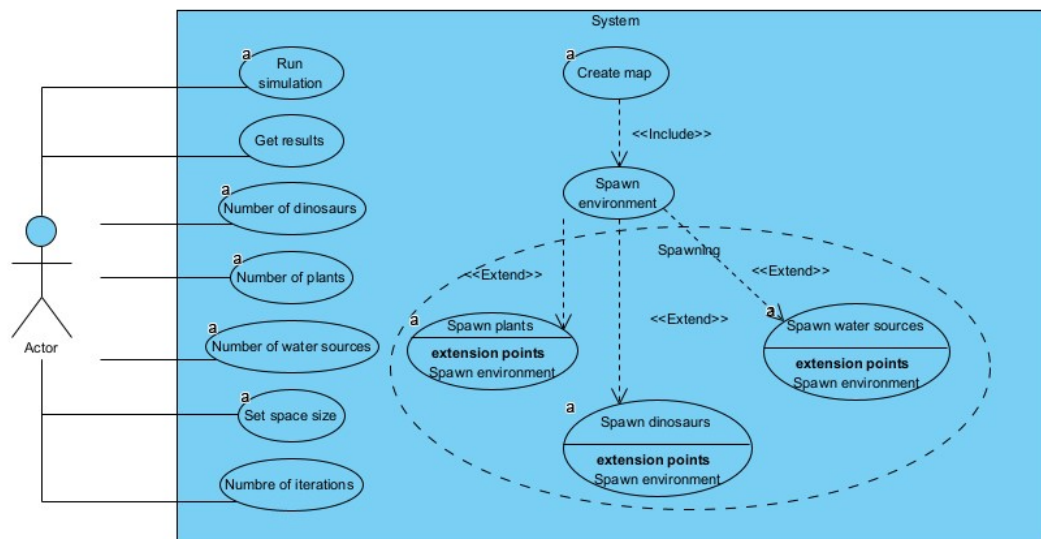 System
a
Run
simulation
a
Create map
<<Include>>
Get results
Spawn
environment
a
Number of dinosaurs
Spawning
a
Number of plants
<<Extend>>
<<Extend>>
<<Extend>>
Actor
a
Number of water sources
a
Spawn plants
extension points
Spawn environment
a
Spawn water sources
extension points
Spawn environment
a
Set space size
a
Spawn dinosaurs
extension points
Spawn environment
Numbre of iterations